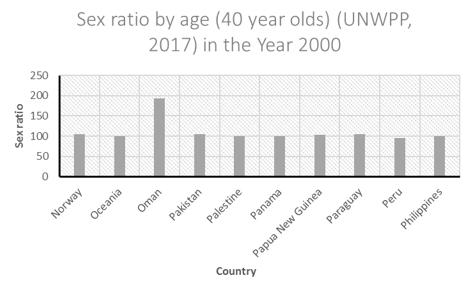 Sex ratio by age (40 year olds) (UNWPP,
2017) in the Year 2000
250
200
150
100
50
0
Sex ratio
Norway
Oceania
Oman
Pakistan
Palestine
Panama
Papua New Guinea
Paraguay
Peru
Philippines
Country